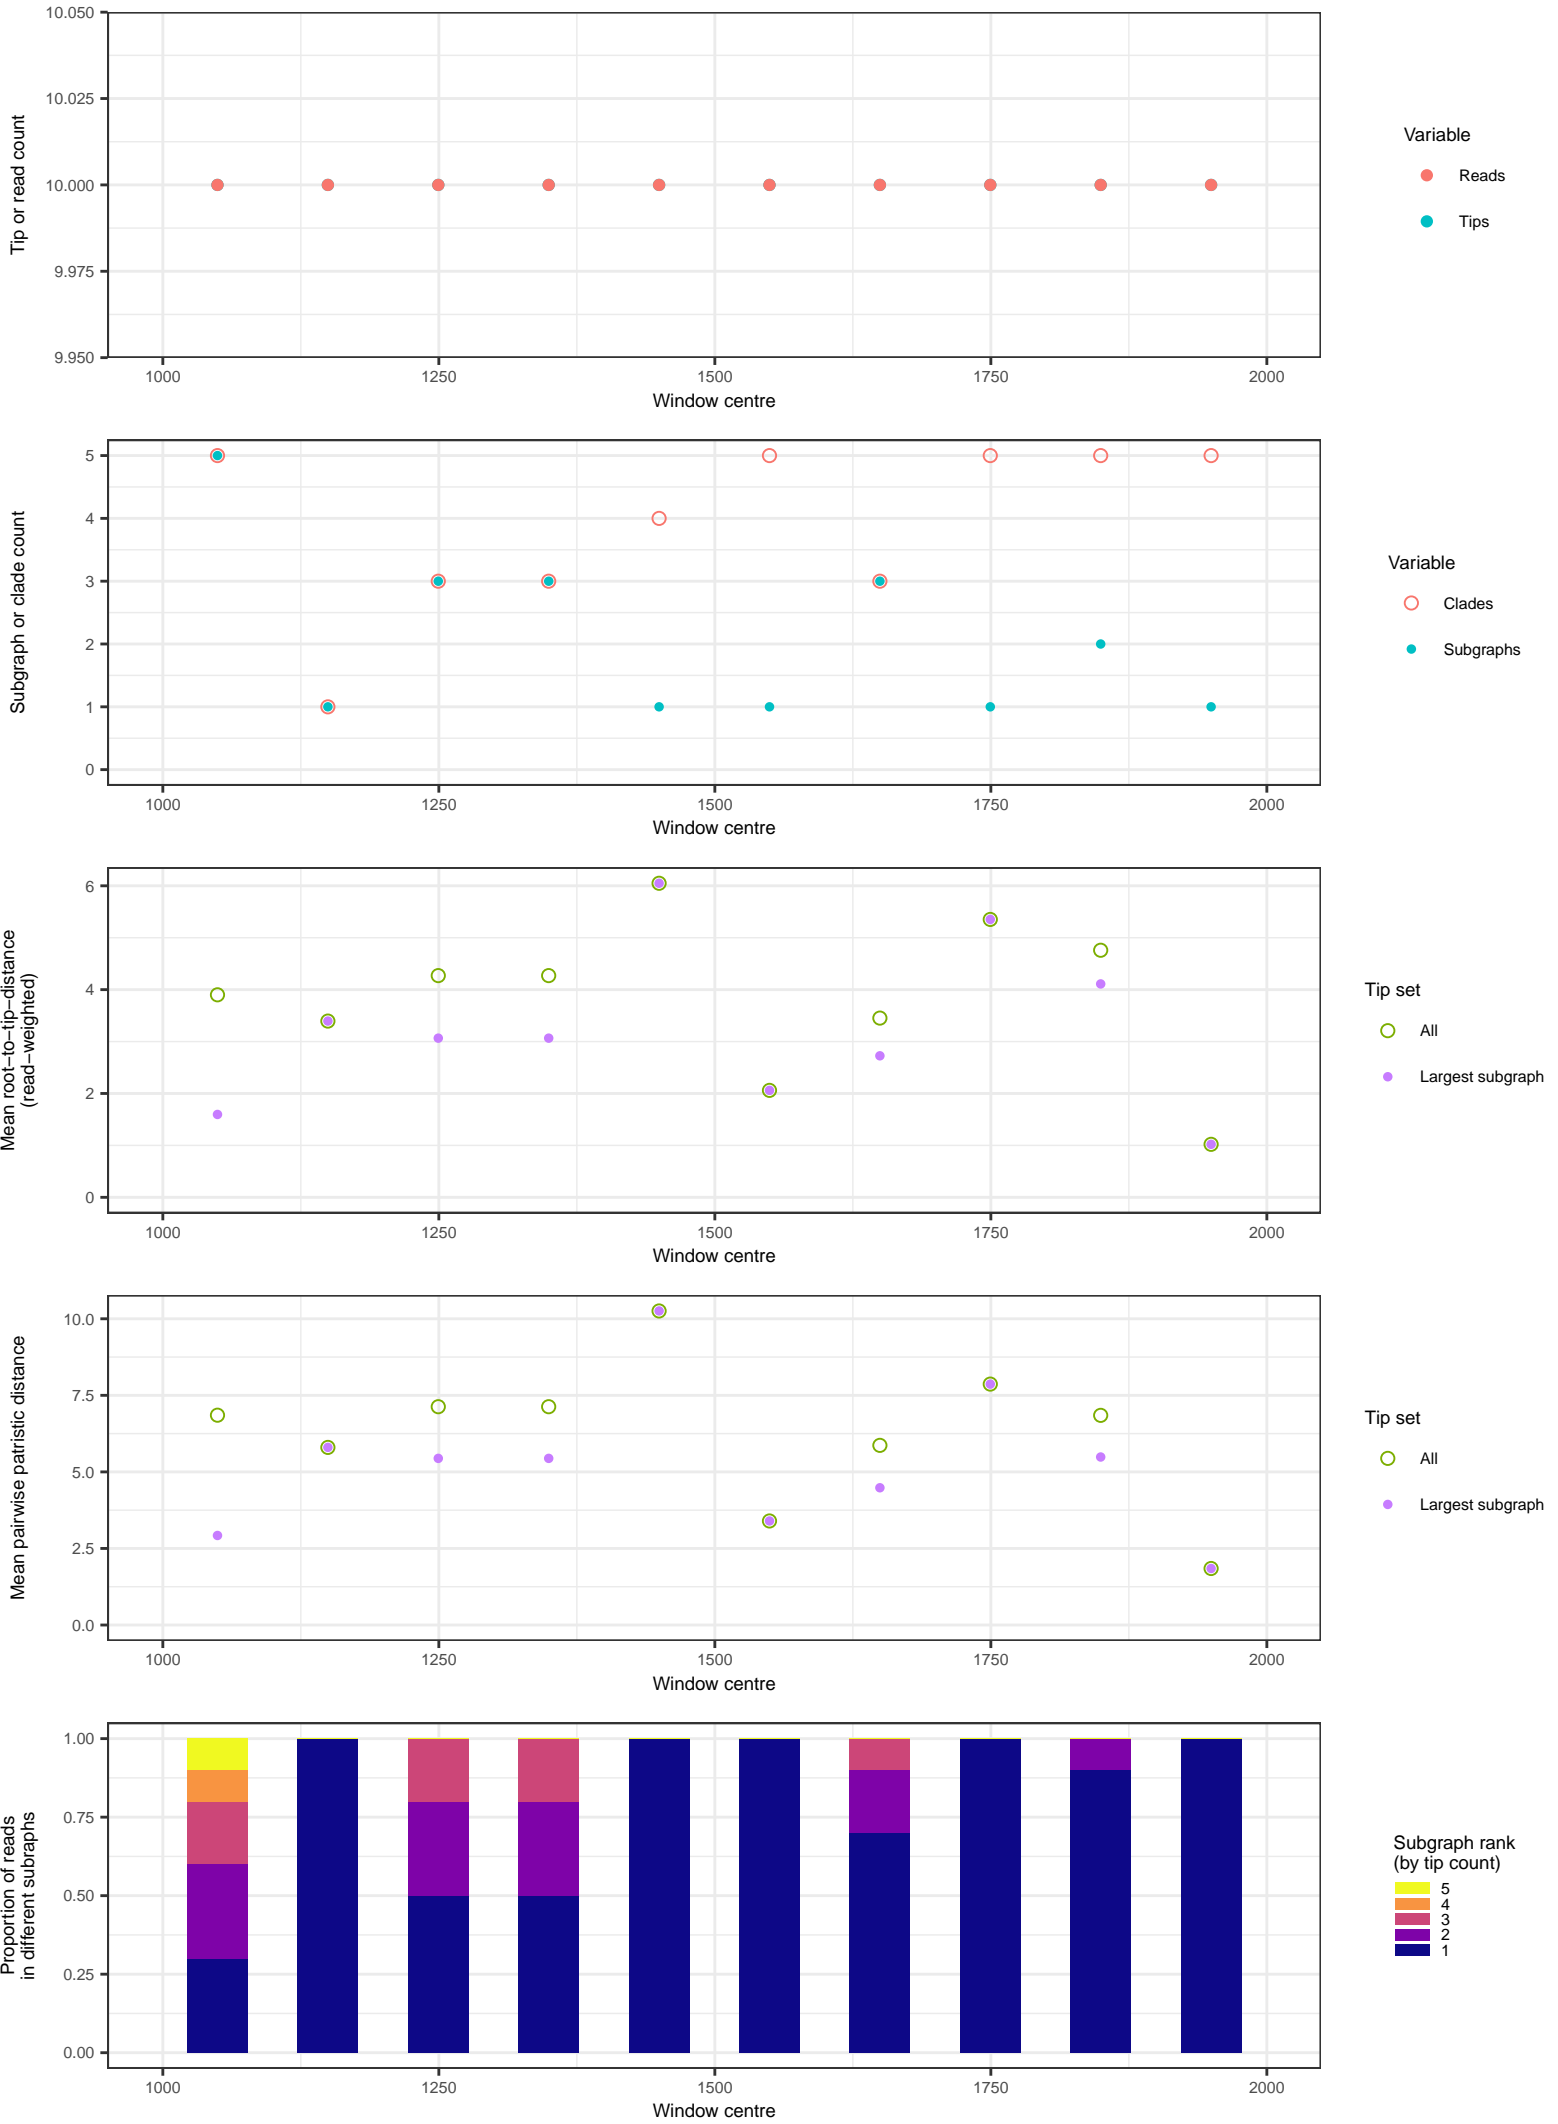 10.050
10.025
10.000
9.975
9.950
Tip or read count
1000 1250 1500 1750 2000
Window centre
Variable
Reads
Tips
5
4
3
2
1
0
Subgraph or clade count
1000 1250 1500 1750 2000
Window centre
Variable
Clades
Subgraphs
6
4
2
0
Mean root−to−tip−distance
(read−weighted)
1000 1250 1500 1750 2000
Window centre
Tip set
All
Largest subgraph
10.0
7.5
5.0
2.5
0.0
Mean pairwise patristic distance
1000 1250 1500 1750 2000
Window centre
Tip set
All
Largest subgraph
1.00
0.75
0.50
0.25
0.00
Proportion of reads
in different subraphs
1000 1250 1500 1750 2000
Window centre
Subgraph rank
(by tip count)
5
4
3
2
1